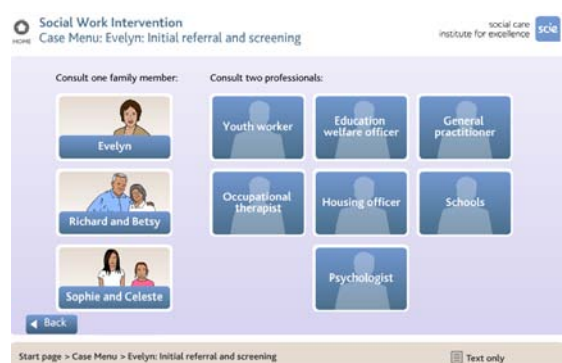 Social Work Intervention
HOME
Case Menu: Evelyn: Initial referral and screening
social care
institute for excellence
scie
Consult one family member:
Consult two professionals:
Evelyn
Youth worker
Education
welfare officer
General
practitioner
Richard and Betsy
Occupational
therapist
Housing officer
Schools
Sophie and Celeste
Psychologist
Back
Start page > Case Menu > Evelyn: Initial referral and screening
Text only